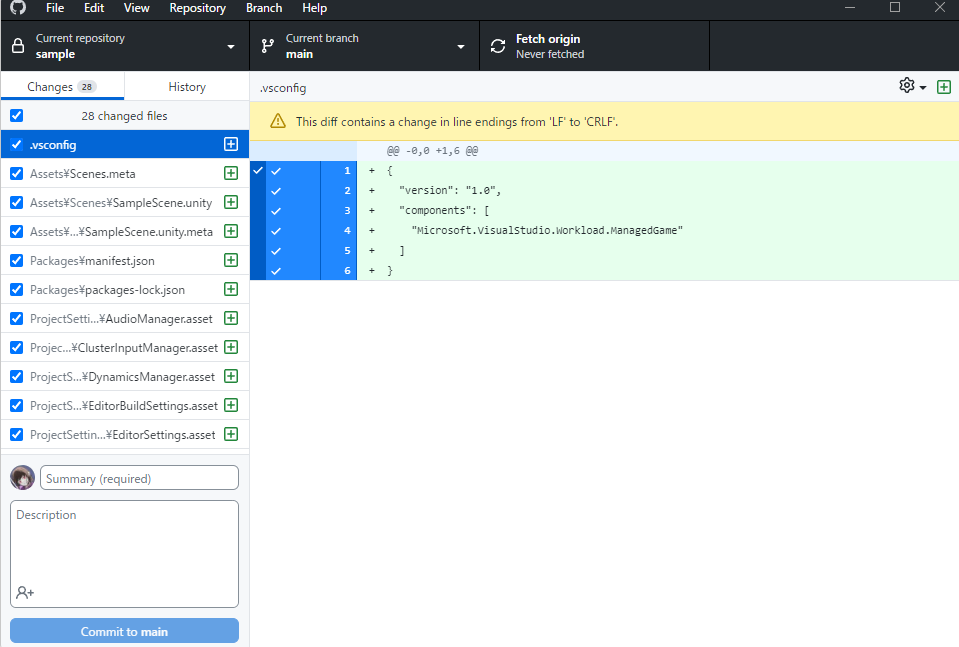 File Edit View Repository Branch Help
Current repository
sample
Current branch
main
Fetch origin
Never fetched
Changes 28
History
28 changed files
.vsconfig
Assets¥Scenes.meta
Assets¥Scenes¥SampleScene.unity
Assets¥...¥SampleScene.unity.meta
Packages¥manifest.json
Packages¥packages-lock.json
ProjectSetti...¥AudioManager.asset
Projec...¥ClusterInputManager.asset
ProjectS...¥DynamicsManager.asset
ProjectS...¥EditorBuildSettings.asset
ProjectSettin...¥EditorSettings.asset
Summary (required)
Description
Commit to main
.vsconfig
This diff contains a change in line endings from 'LF' to 'CRLF'.
@@ -0,0 +1,6 @@
1 + {
2 + "version": "1.0",
3 + "components": [
4 + "Microsoft.VisualStudio.Workload.ManagedGame"
5 + ]
6 + }